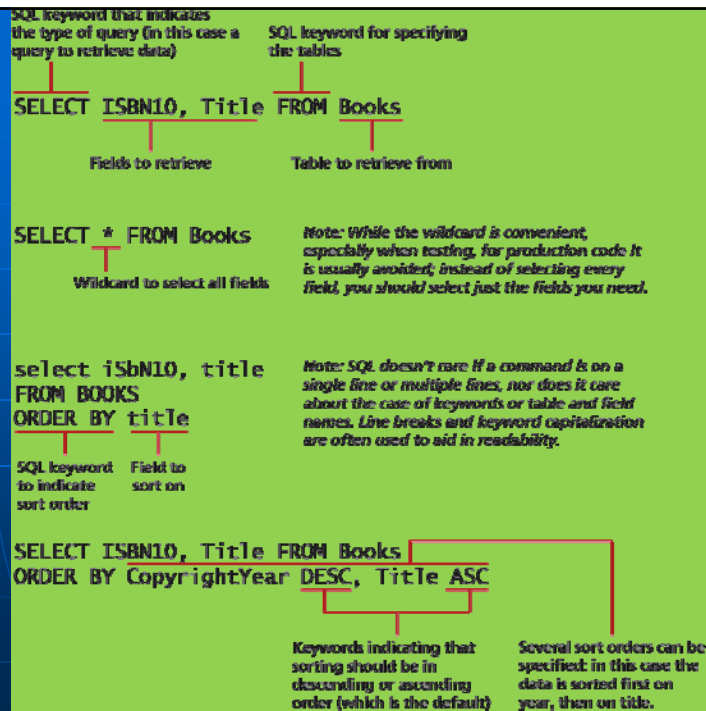 SQL keyword that indicates
the type of query (in this case a
query to retrieve data)
SQL keyword for specifying
the tables
SELECT ISBN10, Title FROM Books
Fields to retrieve
Table to retrieve from
SELECT * FROM Books
Wildcard to select all fields
Note: While the wildcard is convenient,
especially when testing, for production code it
is usually avoided; instead of selecting every
field, you should select just the fields you need.
select iSbN10, title
FROM BOOKS
ORDER BY title
SQL keyword
to indicate
sort order
Field to
sort on
Note: SQL doesn't care if a command is on a
single line or multiple lines, nor does it care
about the case of keywords or table and field
names. Line breaks and keyword capitalization
are often used to aid in readability.
SELECT ISBN10, Title FROM Books
ORDER BY CopyrightYear DESC, Title ASC
Keywords indicating that
sorting should be in
descending or ascending
order (which is the default)
Several sort orders can be
specified: in this case the
data is sorted first on
year, then on title.